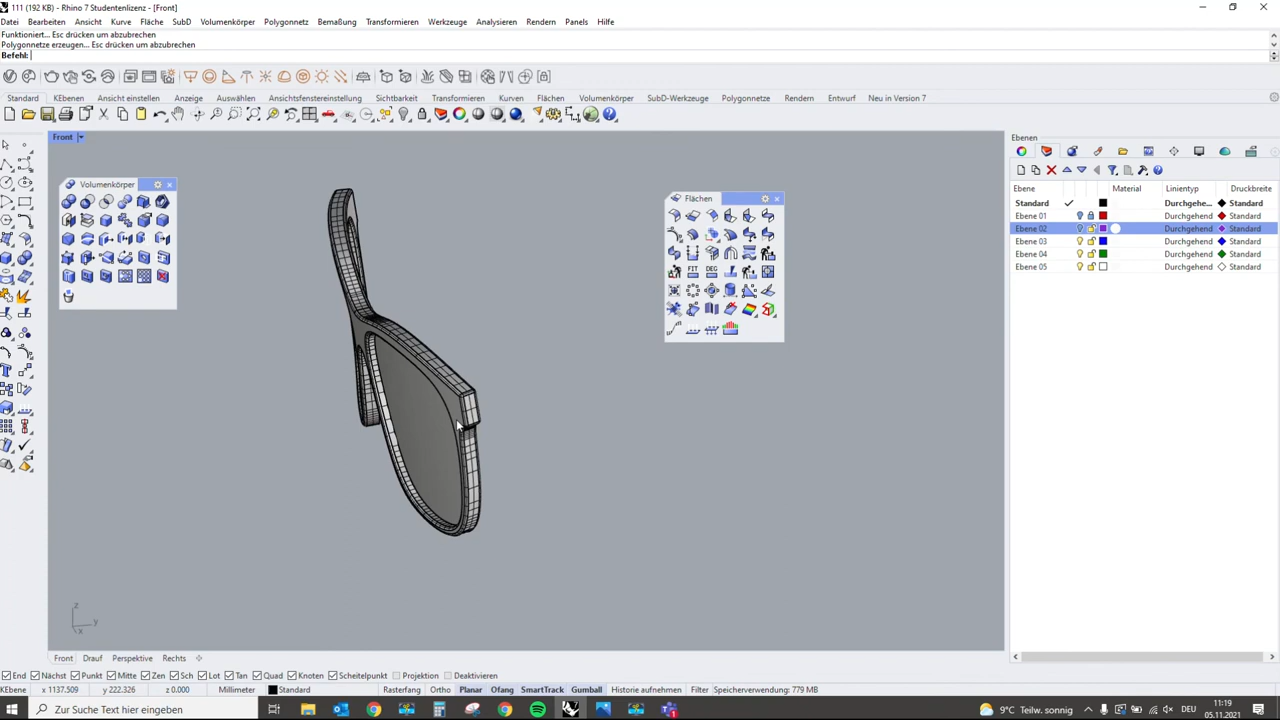 111 (192 KB) - Rhino 7 Studentenlizenz - [Front]
Datei Bearbeiten Ansicht Kurve Fläche SubD Volumenkörper Polygonnetz Bemaßung Transformieren Werkzeuge Analysieren Rendern Panels Hilfe
Funktioniert... Esc drücken um abzubrechen
Polygonnetze erzeugen... Esc drücken um abzubrechen
Befehl:
Standard KEbenen Ansicht einstellen Anzeige Auswählen Ansichtsfenstereinstellung Sichtbarkeit Transformieren Kurven Flächen Volumenkörper SubD-Werkzeuge Polygonnetze Rendern Entwurf Neu in Version 7
Front
Ebenen
Volumenkörper
Flächen
FIT DEG
Ebene Material Linientyp Druckbreite
Standard Durchgehe... Standard
Ebene 01 Durchgehend Standard
Ebene 02 Durchgehend Standard
Ebene 03 Durchgehend Standard
Ebene 04 Durchgehend Standard
Ebene 05 Durchgehend Standard
z
y
x
Front Drauf Perspektive Rechts
End Nächst Punkt Mitte Zen Sch Lot Tan Quad Knoten Scheitelpunkt Projektion Deaktivieren
KEbene x 1137.509 y 222.326 z 0.000 Millimeter Standard Rasterfang Ortho Planar Ofang SmartTrack Gumball Historie aufnehmen Filter Speicherverwendung: 779 MB
Zur Suche Text hier eingeben
9°C Teilw. sonnig
DEU
11:19
05.11.2021